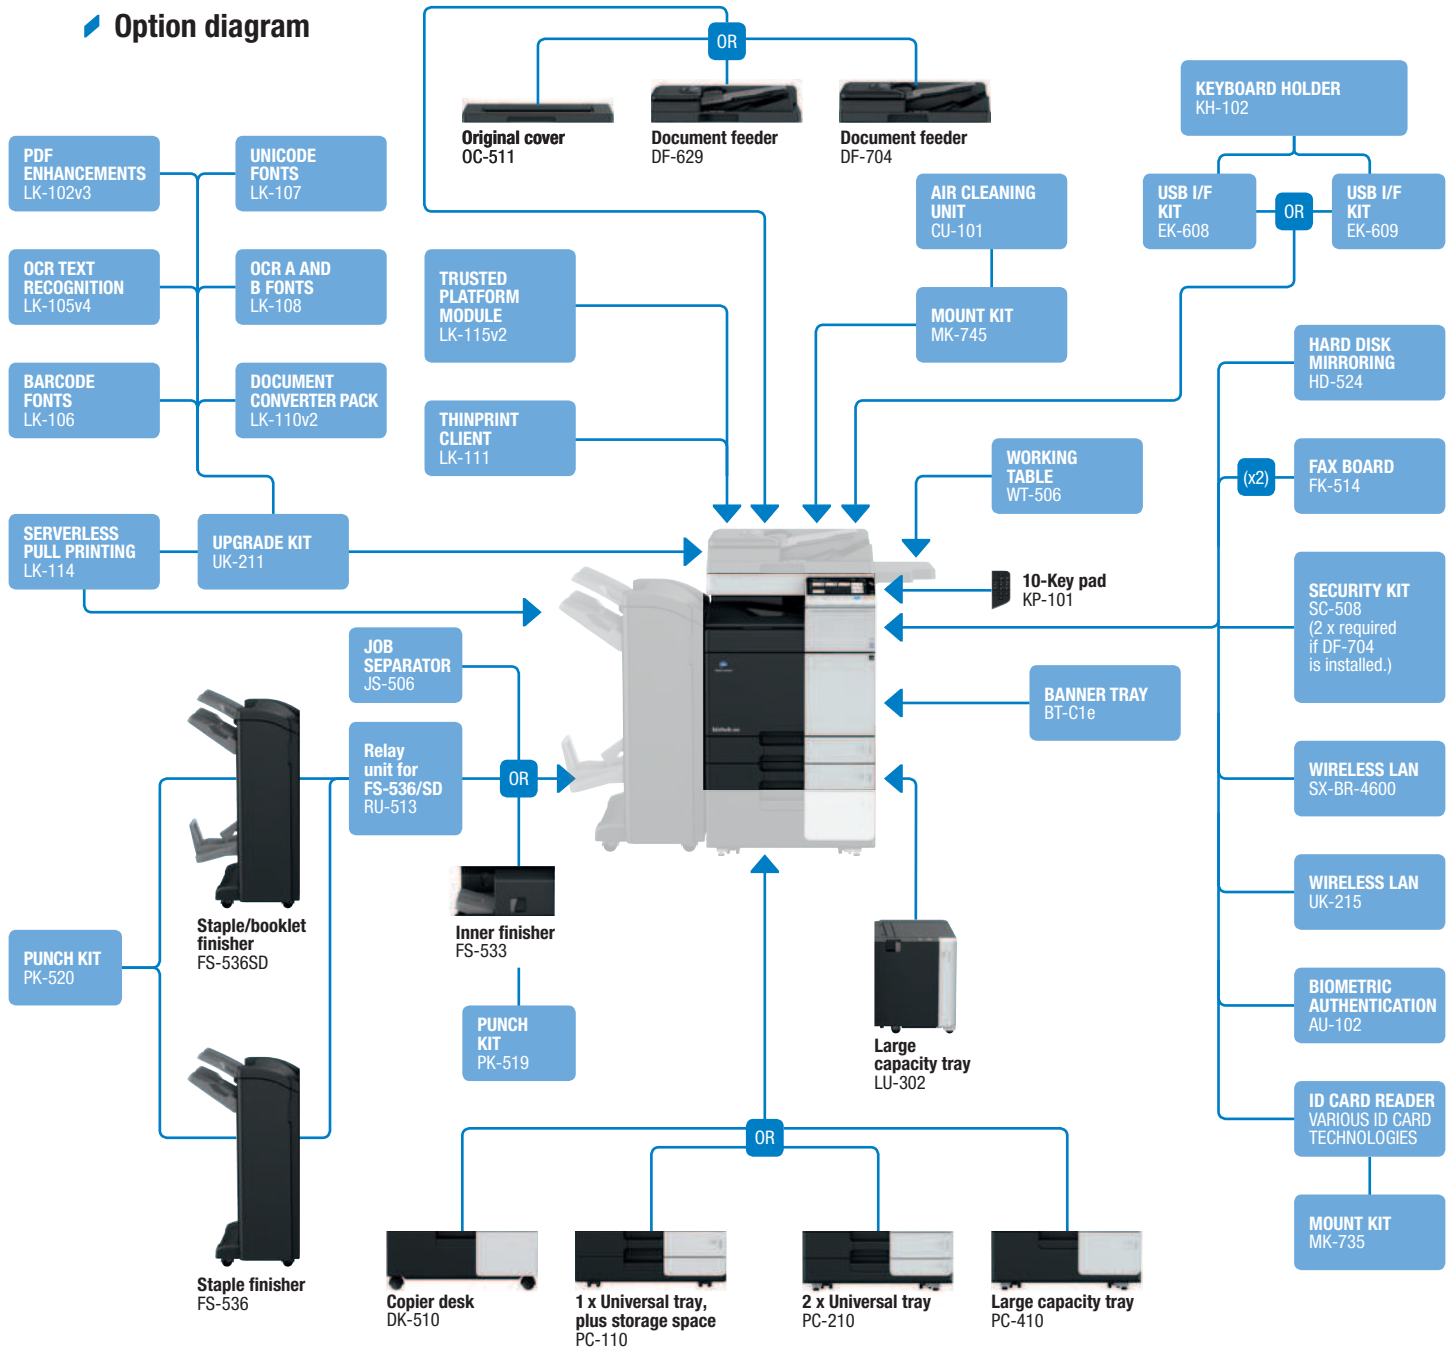 Option diagram
OR
Original cover
OC-511
Document feeder
DF-629
Document feeder
DF-704
KEYBOARD HOLDER
KH-102
PDF
ENHANCEMENTS
LK-102v3
UNICODE
FONTS
LK-107
AIR CLEANING
UNIT
CU-101
USB I/F
KIT
EK-608
OR
USB I/F
KIT
EK-609
OCR TEXT
RECOGNITION
LK-105v4
OCR A AND
B FONTS
LK-108
TRUSTED
PLATFORM
MODULE
LK-115v2
MOUNT KIT
MK-745
HARD DISK
MIRRORING
HD-524
BARCODE
FONTS
LK-106
DOCUMENT
CONVERTER PACK
LK-110v2
THINPRINT
CLIENT
LK-111
WORKING
TABLE
WT-506
(x2)
FAX BOARD
FK-514
SERVERLESS
PULL PRINTING
LK-114
UPGRADE KIT
UK-211
10-Key pad
KP-101
SECURITY KIT
SC-508
(2 x required
if DF-704
is installed.)
JOB
SEPARATOR
JS-506
BANNER TRAY
BT-C1e
Relay
unit for
FS-536/SD
RU-513
OR
WIRELESS LAN
SX-BR-4600
WIRELESS LAN
UK-215
Staple/booklet
finisher
FS-536SD
Inner finisher
FS-533
PUNCH KIT
PK-520
BIOMETRIC
AUTHENTICATION
AU-102
PUNCH
KIT
PK-519
Large
capacity tray
LU-302
ID CARD READER
VARIOUS ID CARD
TECHNOLOGIES
OR
MOUNT KIT
MK-735
Staple finisher
FS-536
Copier desk
DK-510
1 x Universal tray,
plus storage space
PC-110
2 x Universal tray
PC-210
Large capacity tray
PC-410